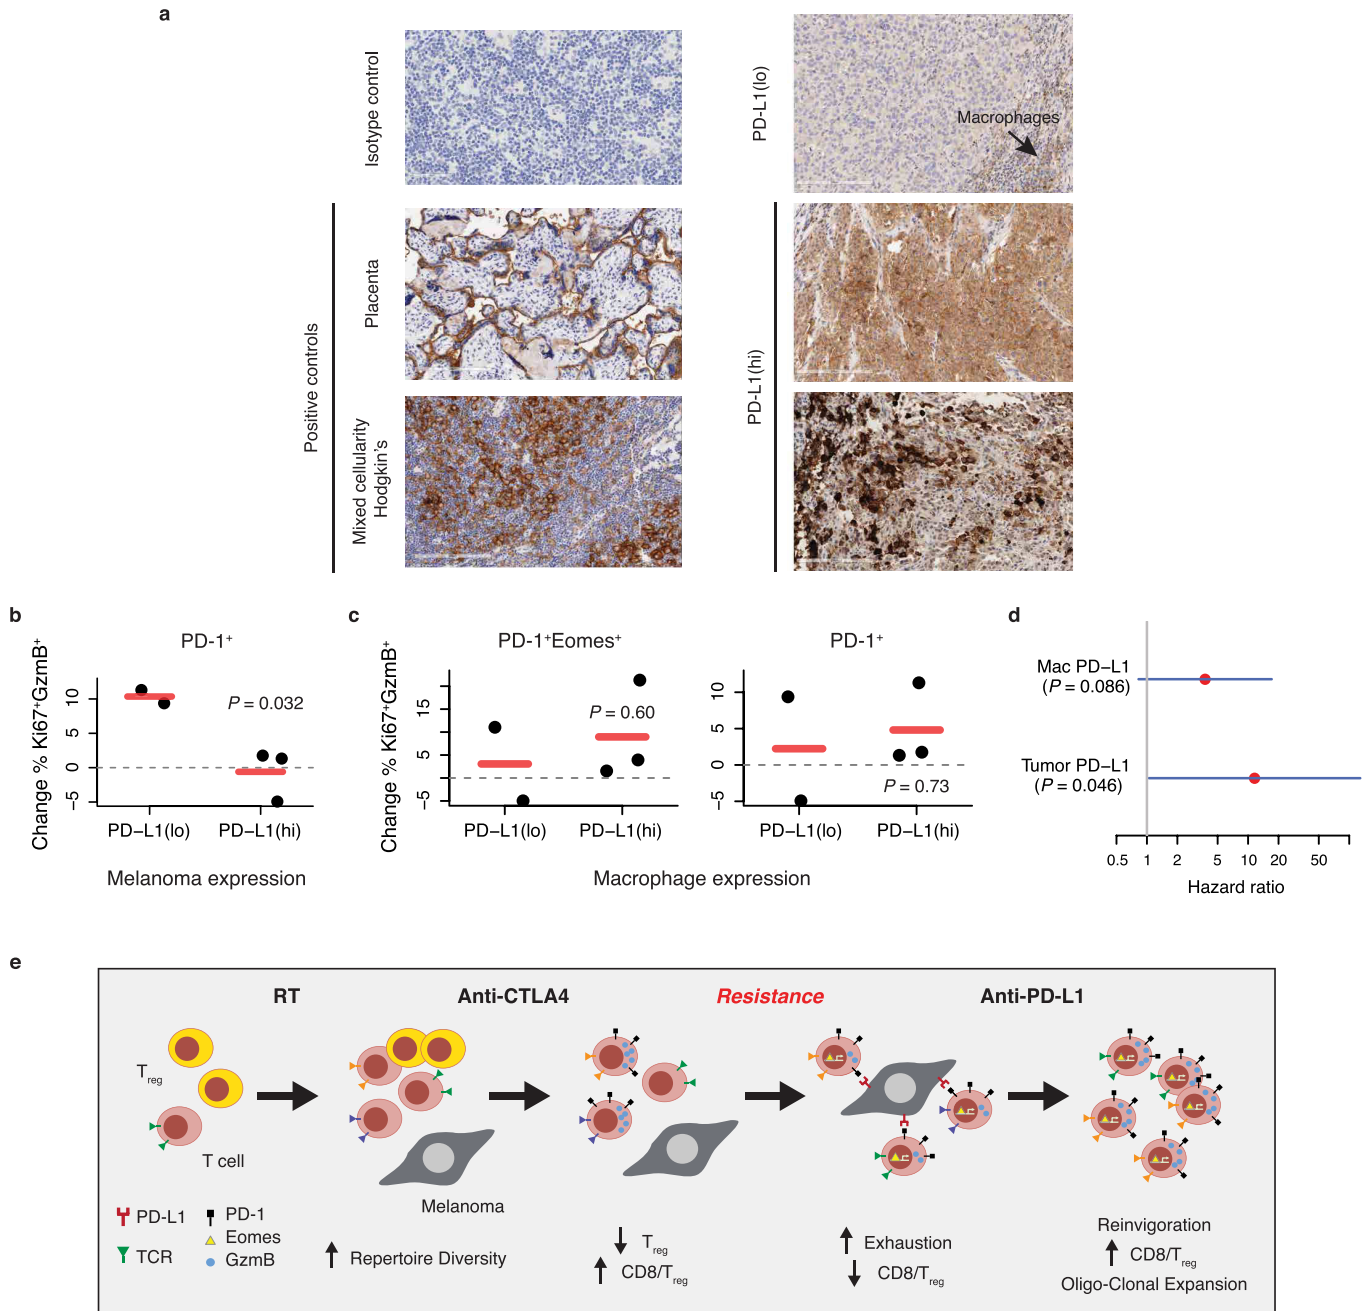 a
Isotype control
PD-L1(lo)
Macrophages
Positive controls
Placenta
Mixed cellularity
Hodgkin's
PD-L1(hi)
b
PD-1+
Change % Ki67+GzmB+
10
5
0
−5
P = 0.032
PD–L1(lo)
PD–L1(hi)
Melanoma expression
c
PD-1+Eomes+
Change % Ki67+GzmB+
15
5
−5
P = 0.60
PD–L1(lo)
PD–L1(hi)
PD-1+
10
5
0
−5
P = 0.73
PD–L1(lo)
PD–L1(hi)
Macrophage expression
d
Mac PD–L1
(P = 0.086)
Tumor PD–L1
(P = 0.046)
0.5 1 2 5 10 20 50
Hazard ratio
e
RT
Anti-CTLA4
Resistance
Anti-PD-L1
Treg
T cell
Melanoma
PD-L1
PD-1
Eomes
TCR
GzmB
Repertoire Diversity
Treg
CD8/Treg
Exhaustion
CD8/Treg
Reinvigoration
CD8/Treg
Oligo-Clonal Expansion